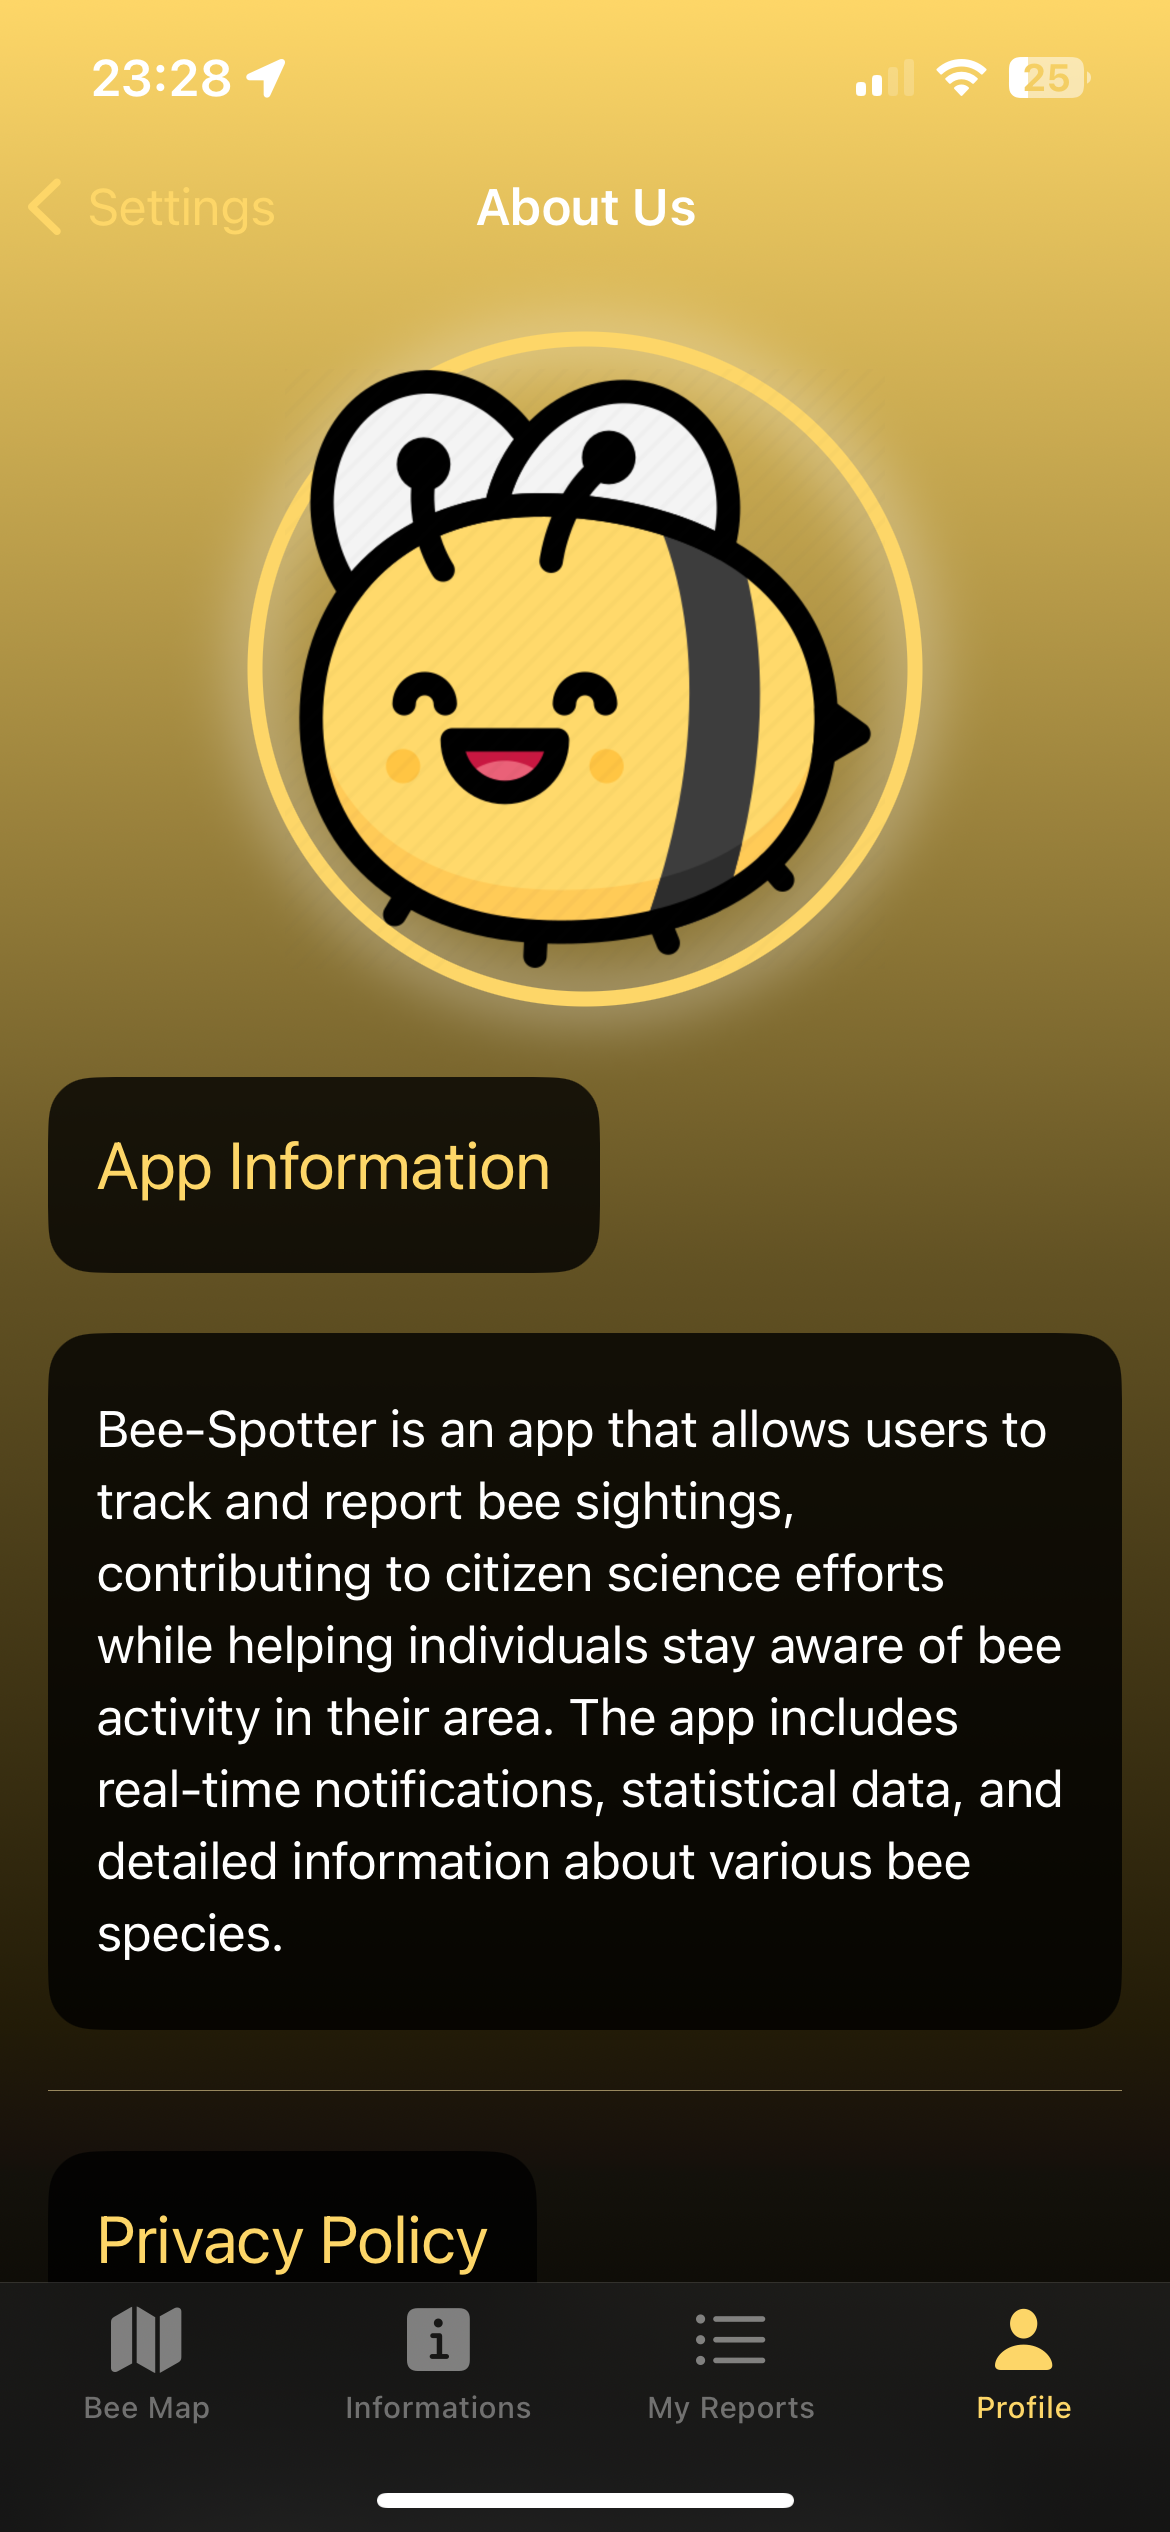 23:28
25
Settings
About Us
App Information
Bee-Spotter is an app that allows users to
track and report bee sightings,
contributing to citizen science efforts
while helping individuals stay aware of bee
activity in their area. The app includes
real-time notifications, statistical data, and
detailed information about various bee
species.
Privacy Policy
Bee Map
Informations
My Reports
Profile